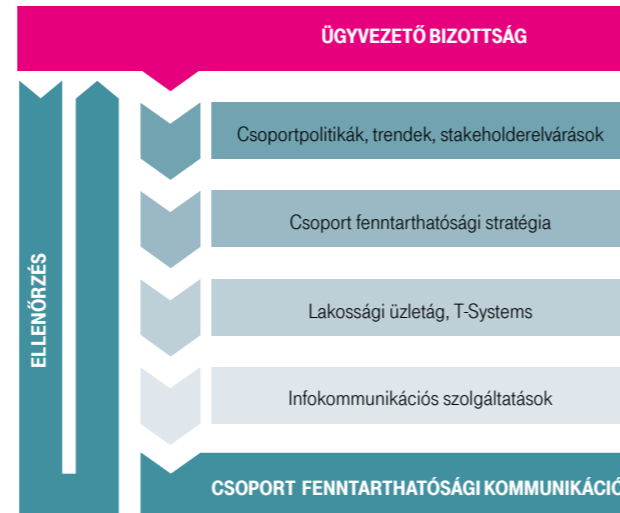 ÜGYVEZETŐ BIZOTTSÁG
Csoportpolitikák, trendek, stakeholderelvárások
Csoport fenntarthatósági stratégia
Lakossági üzletág, T-Systems
Infokommunikációs szolgáltatások
ELLENŐRZÉS
CSOPORT FENNTARTHATÓSÁGI KOMMUNIKÁCIÓ